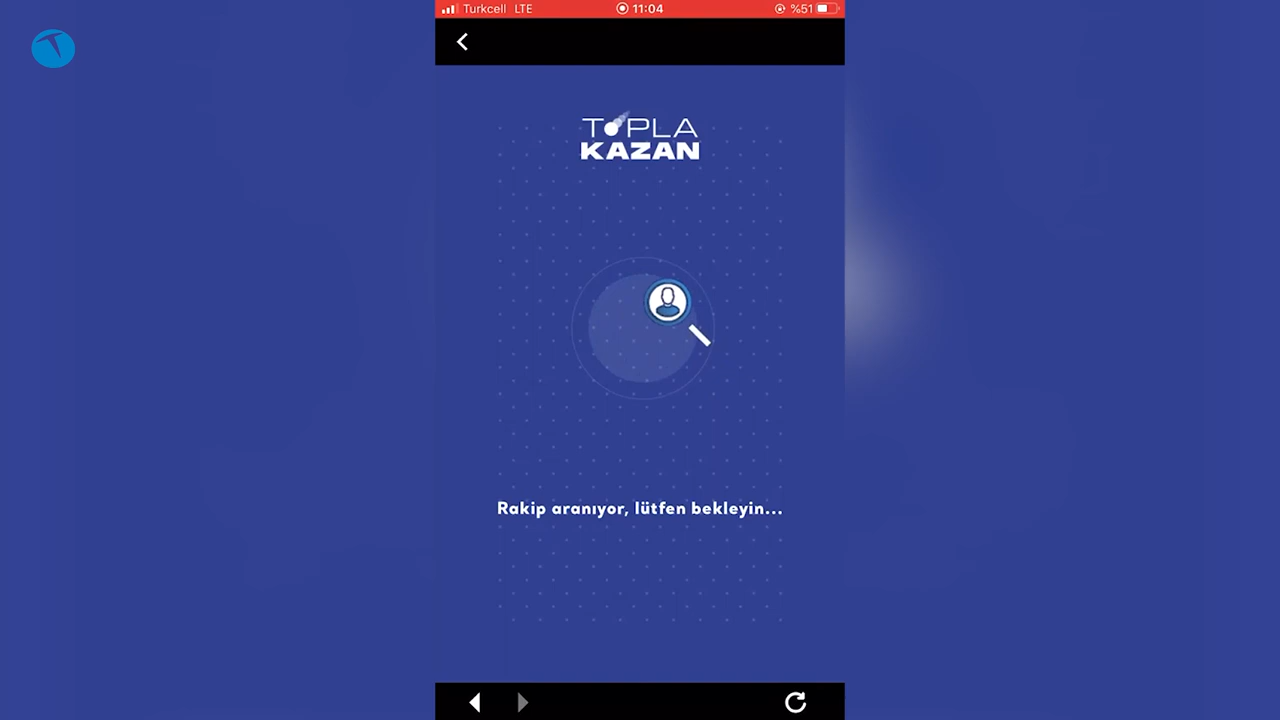 Turkcell LTE 11:04 %51
TOPLA
KAZAN
Rakip aranıyor, lütfen bekleyin...